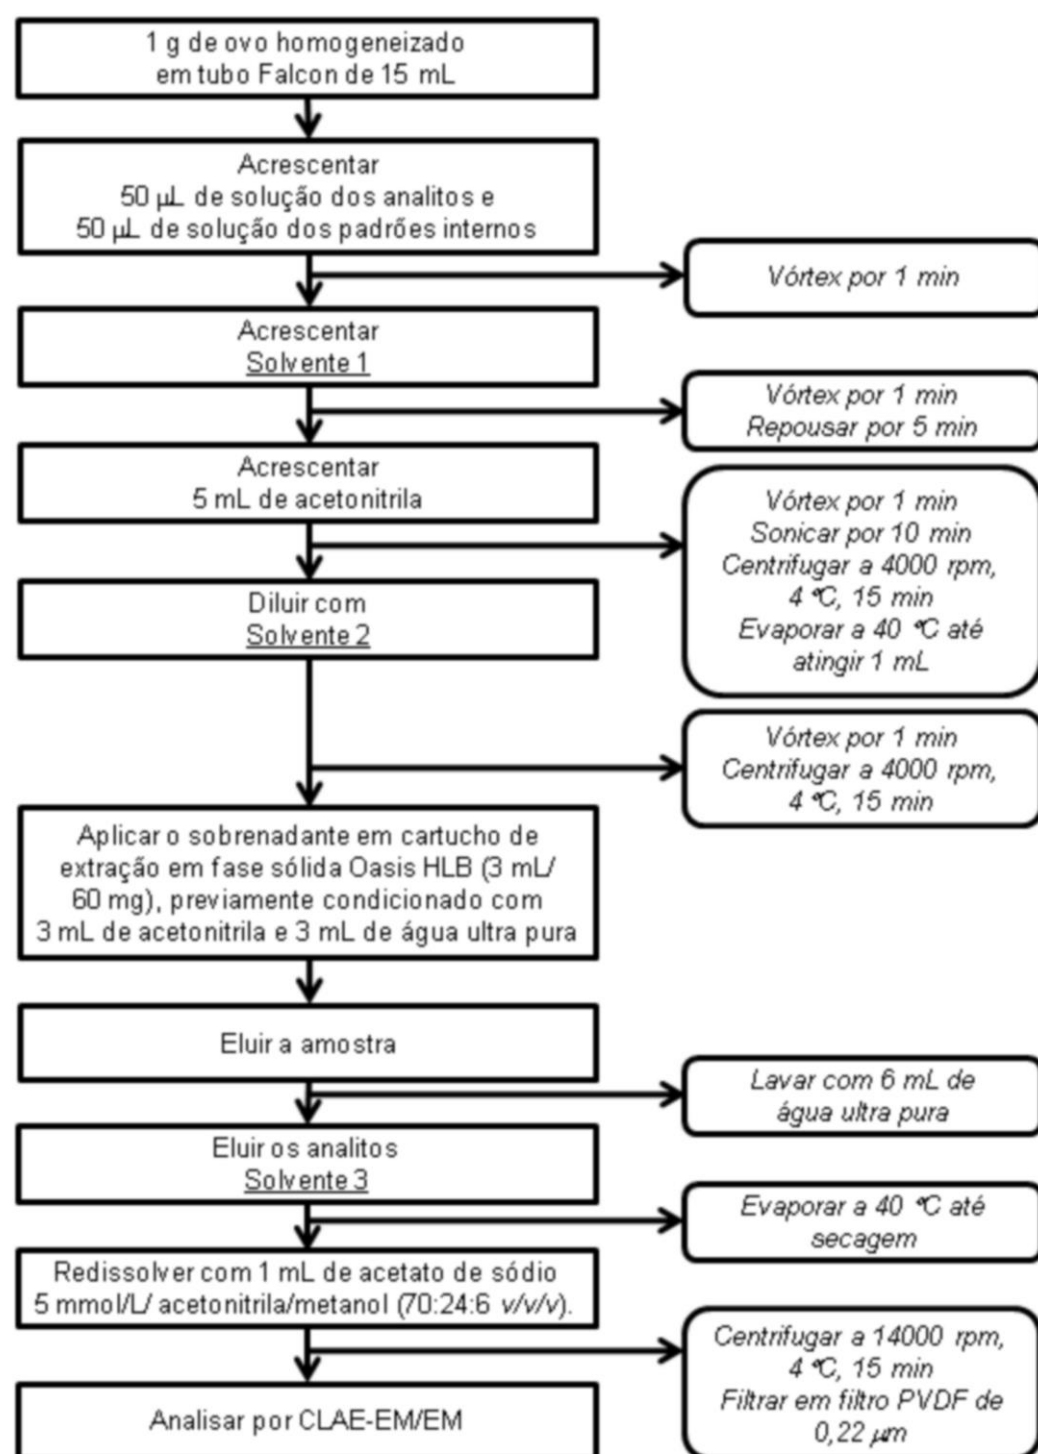 1 g de ovo homogeneizado
em tubo Falcon de 15 mL
Acrescentar
50 µL de solução dos analitos e
50 µL de solução dos padrões internos
Vórtex por 1 min
Acrescentar
Solvente 1
Vórtex por 1 min
Repousar por 5 min
Acrescentar
5 mL de acetonitrila
Vórtex por 1 min
Sonicar por 10 min
Centrifugar a 4000 rpm,
4 ºC, 15 min
Evaporar a 40 ºC até
atingir 1 mL
Diluir com
Solvente 2
Vórtex por 1 min
Centrifugar a 4000 rpm,
4 ºC, 15 min
Aplicar o sobrenadante em cartucho de
extração em fase sólida Oasis HLB (3 mL/
60 mg), previamente condicionado com
3 mL de acetonitrila e 3 mL de água ultra pura
Eluir a amostra
Lavar com 6 mL de
água ultra pura
Eluir os analitos
Solvente 3
Evaporar a 40 ºC até
secagem
Redissolver com 1 mL de acetato de sódio
5 mmol/L/ acetonitrila/metanol (70:24:6 v/v/v).
Centrifugar a 14000 rpm,
4 ºC, 15 min
Filtrar em filtro PVDF de
0,22 µm
Analisar por CLAE-EM/EM